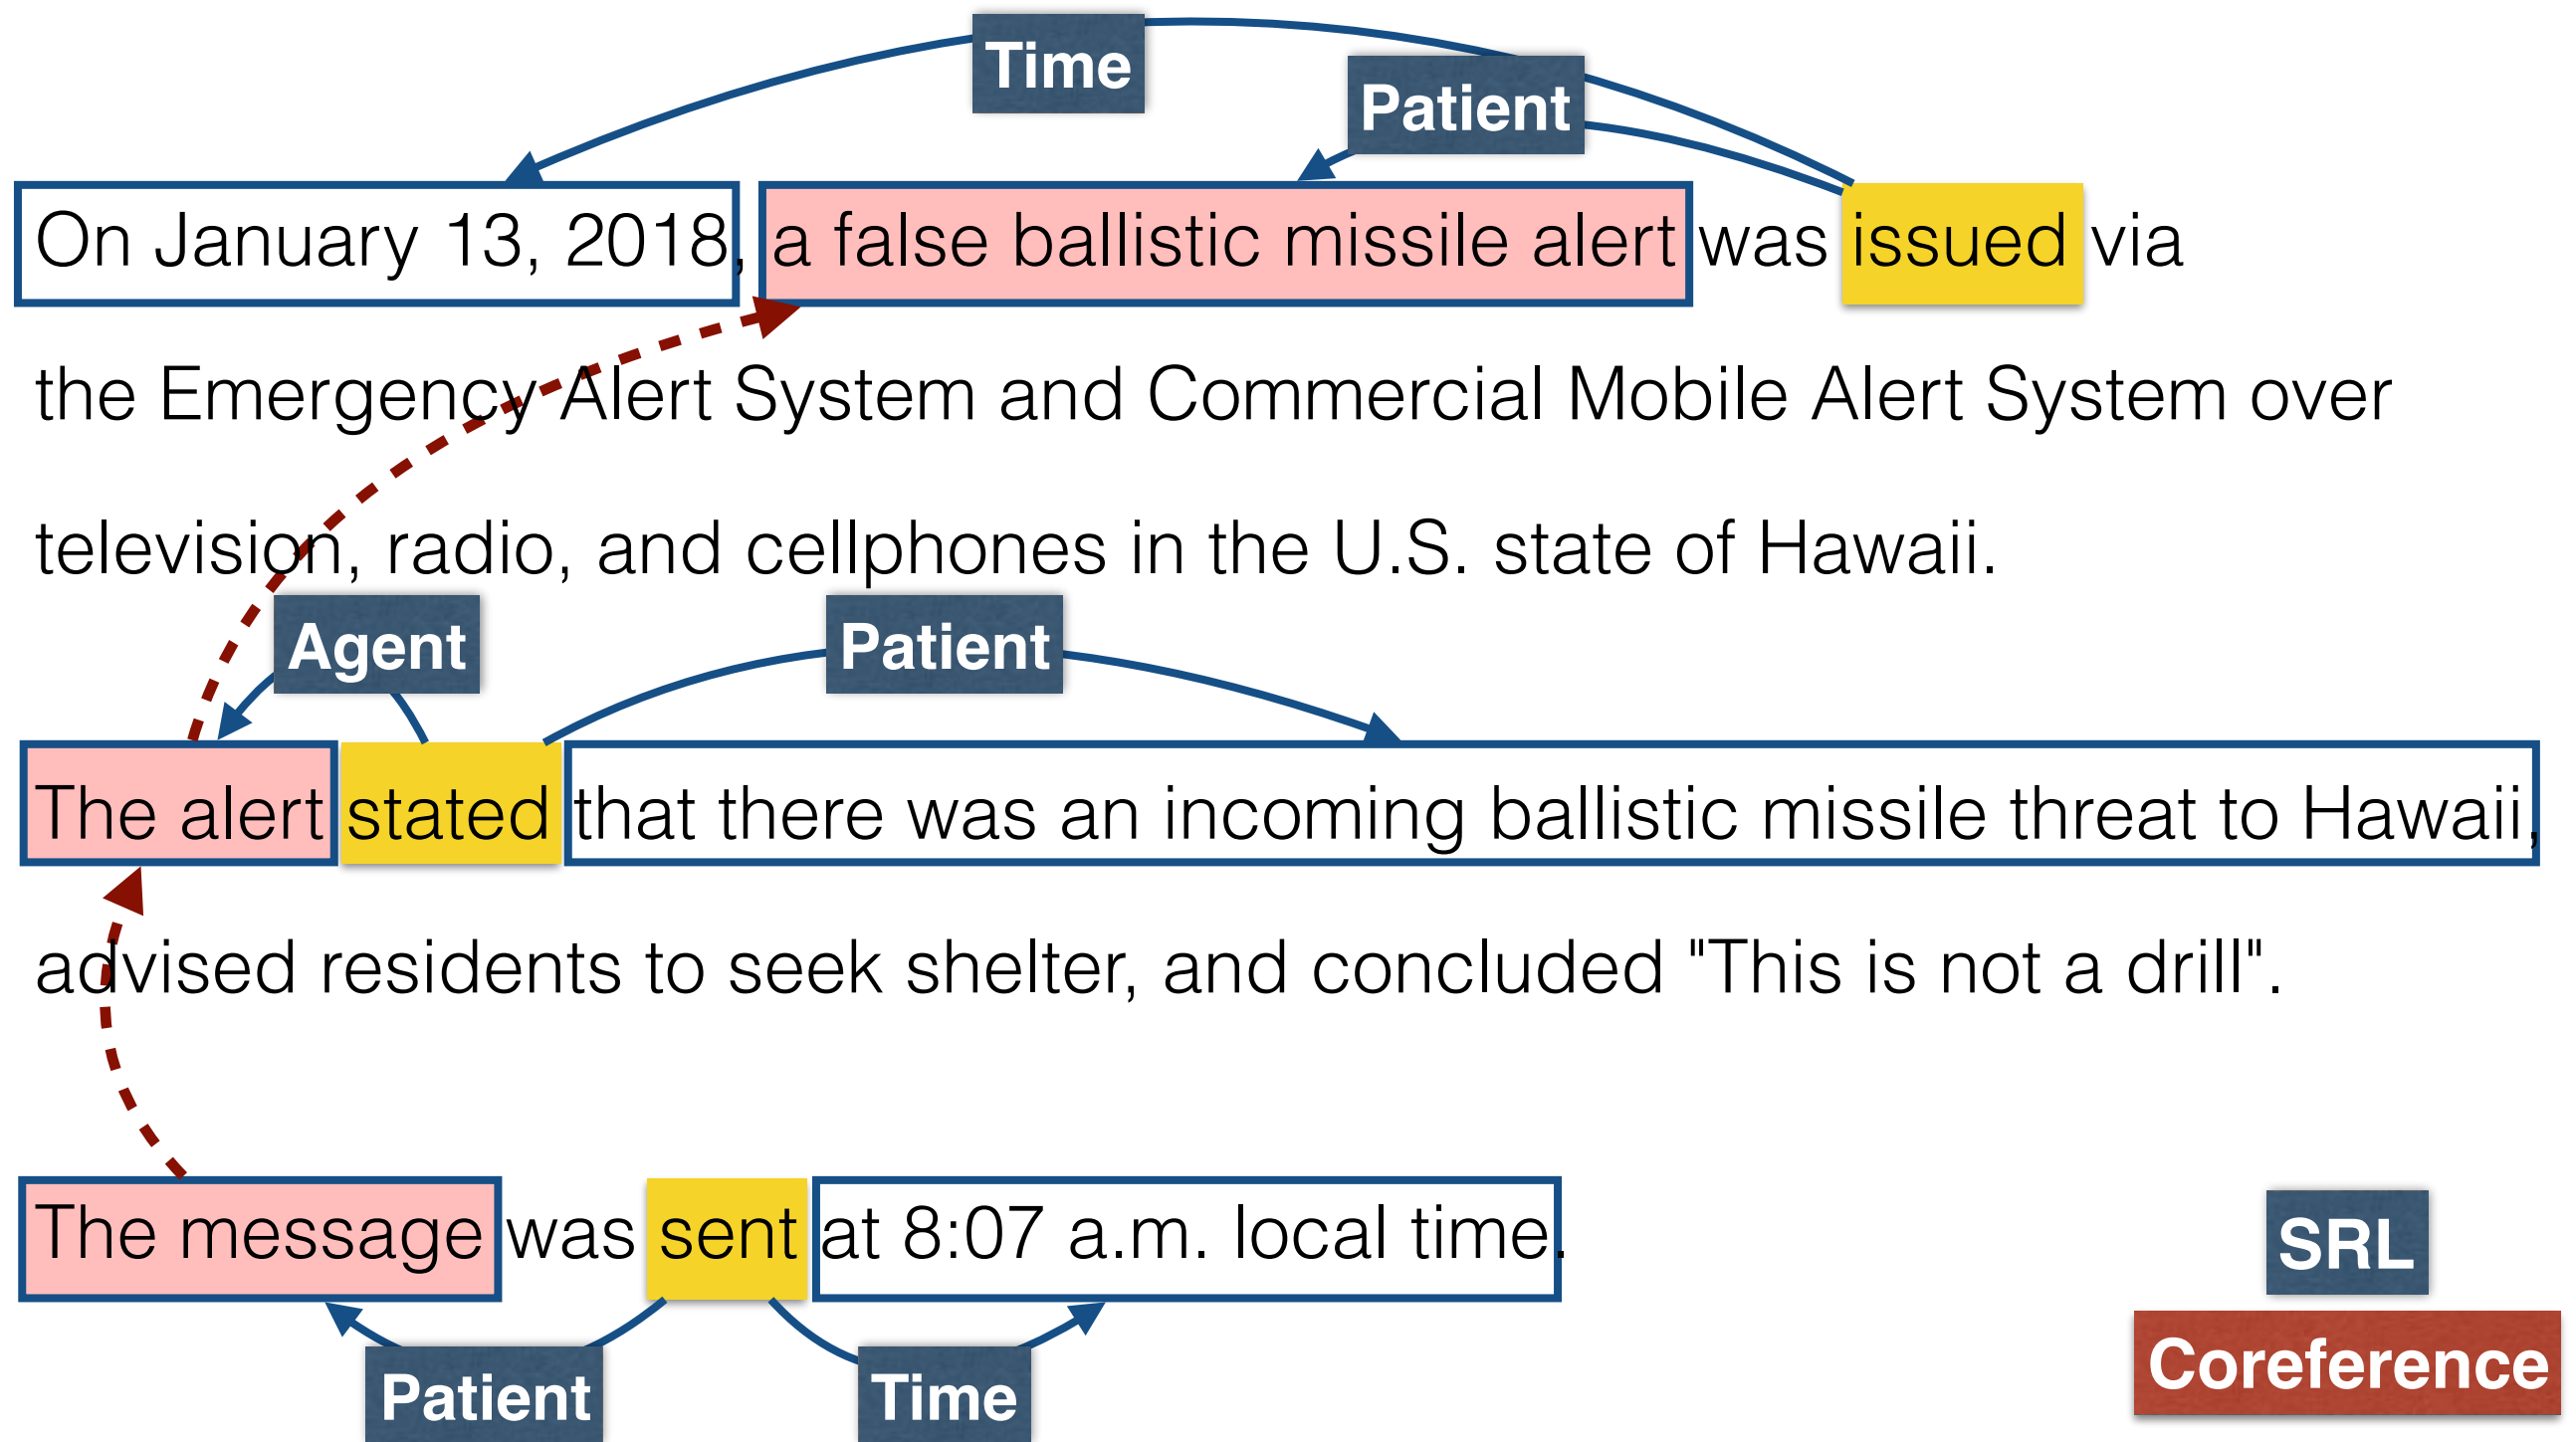 Time
Patient
On January 13, 2018, a false ballistic missile alert was issued via
the Emergency Alert System and Commercial Mobile Alert System over
television, radio, and cellphones in the U.S. state of Hawaii.
Agent Patient
The alert stated that there was an incoming ballistic missile threat to Hawaii,
advised residents to seek shelter, and concluded "This is not a drill".
The message was sent at 8:07 a.m. local time.
SRL
Coreference
Patient Time